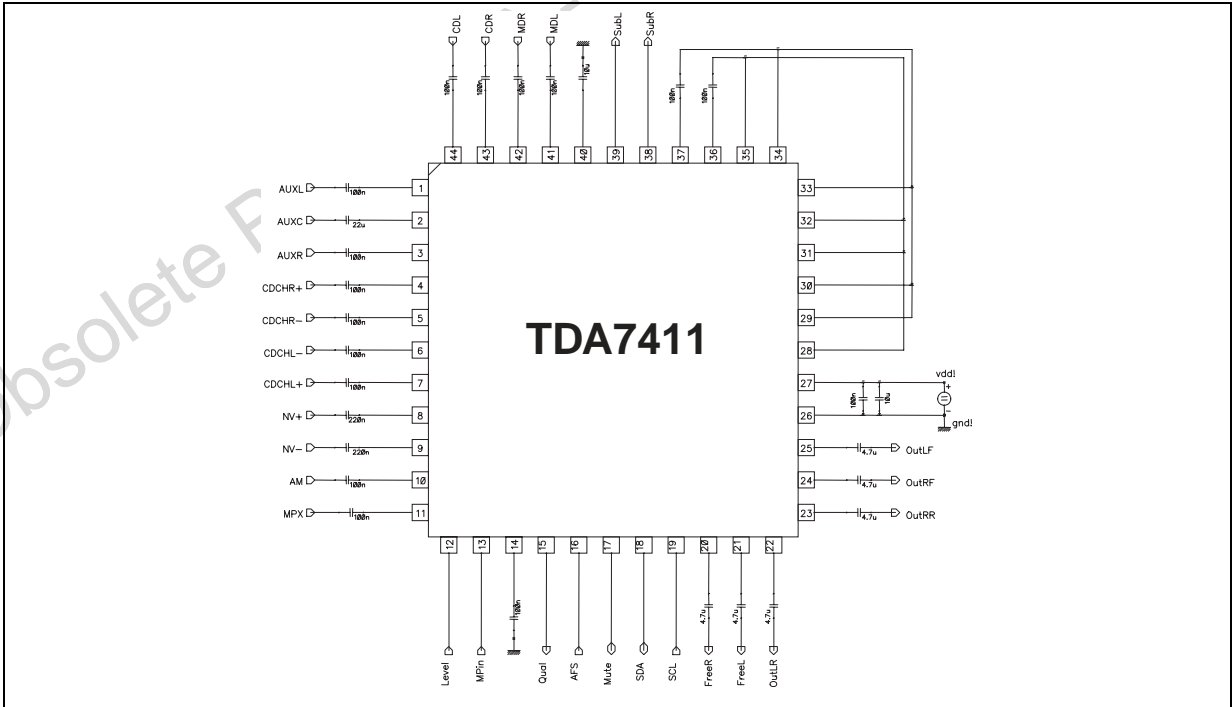 CDL
CDR
MDR
MDL
SubL
SubR
100n
100n
100n
100n
10u
100n
100n
44
43
42
41
40
39
38
37
36
35
34
AUXL 100n 1
AUXC 22u 2
AUXR 100n 3
CDCHR+ 100n 4
CDCHR- 100n 5
CDCHL- 100n 6
CDCHL+ 100n 7
NV+ 220n 8
NV- 220n 9
AM 100n 10
MPX 100n 11
TDA7411
33
32
31
30
29
28
27
26
25 4.7u OutLF
24 4.7u OutRF
23 4.7u OutRR
vdd!
+
-
gnd!
100n
10u
12
13
14
15
16
17
18
19
20
21
22
100n
4.7u
4.7u
4.7u
Level
MPin
Qual
AFS
Mute
SDA
SCL
FreeR
FreeL
OutLR